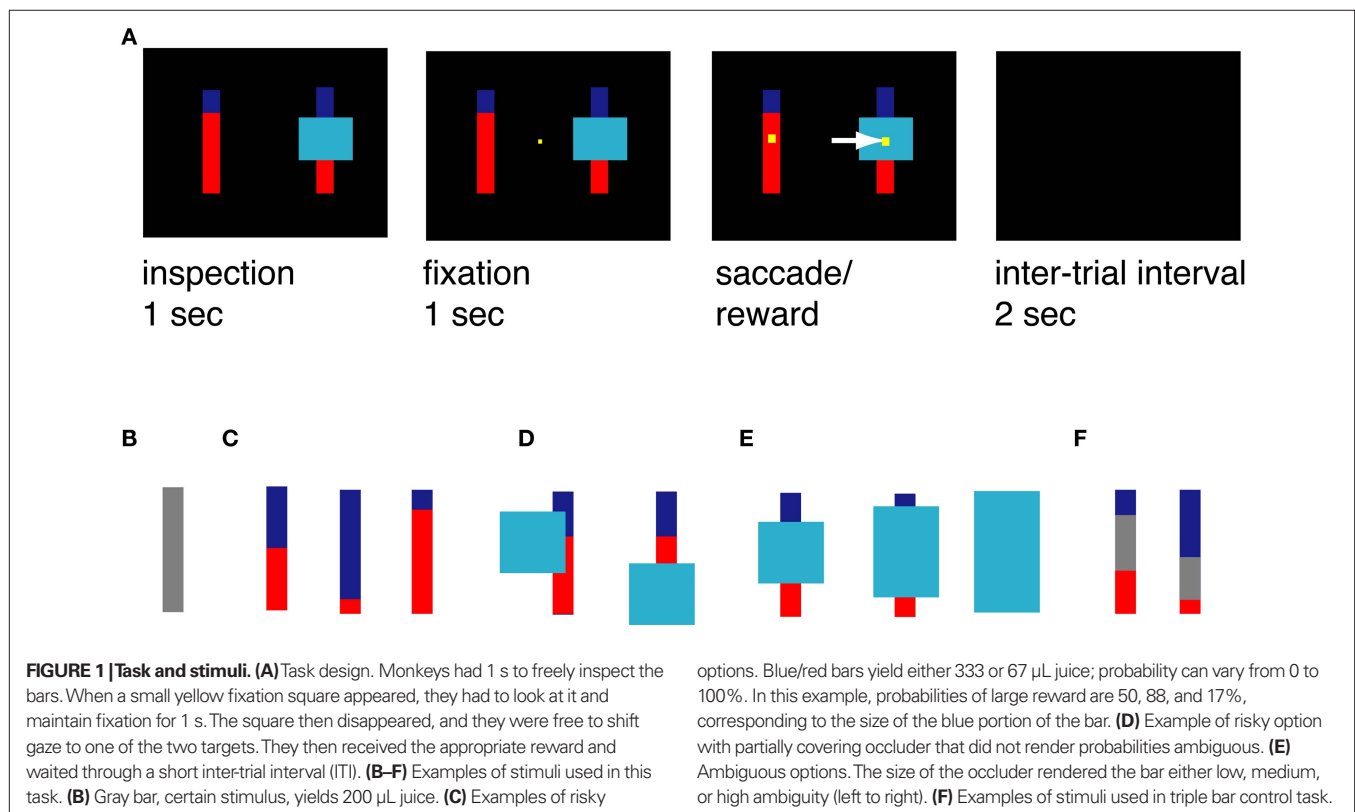 A
inspection
1 sec
fixation
1 sec
saccade/
reward
inter-trial interval
2 sec
B
C
D
E
F
FIGURE 1 | Task and stimuli. (A) Task design. Monkeys had 1 s to freely inspect the
bars. When a small yellow fixation square appeared, they had to look at it and
maintain fixation for 1 s. The square then disappeared, and they were free to shift
gaze to one of the two targets. They then received the appropriate reward and
waited through a short inter-trial interval (ITI). (B–F) Examples of stimuli used in this
task. (B) Gray bar, certain stimulus, yields 200 μL juice. (C) Examples of risky
options. Blue/red bars yield either 333 or 67 μL juice; probability can vary from 0 to
100%. In this example, probabilities of large reward are 50, 88, and 17%,
corresponding to the size of the blue portion of the bar. (D) Example of risky option
with partially covering occluder that did not render probabilities ambiguous. (E)
Ambiguous options. The size of the occluder rendered the bar either low, medium,
or high ambiguity (left to right). (F) Examples of stimuli used in triple bar control task.